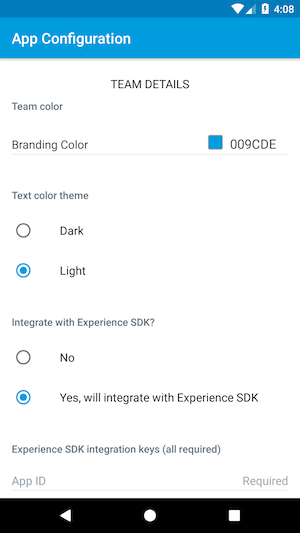 4:08
App Configuration
TEAM DETAILS
Team color
Branding Color 009CDE
Text color theme
Dark
Light
Integrate with Experience SDK?
No
Yes, will integrate with Experience SDK
Experience SDK integration keys (all required)
App ID Required